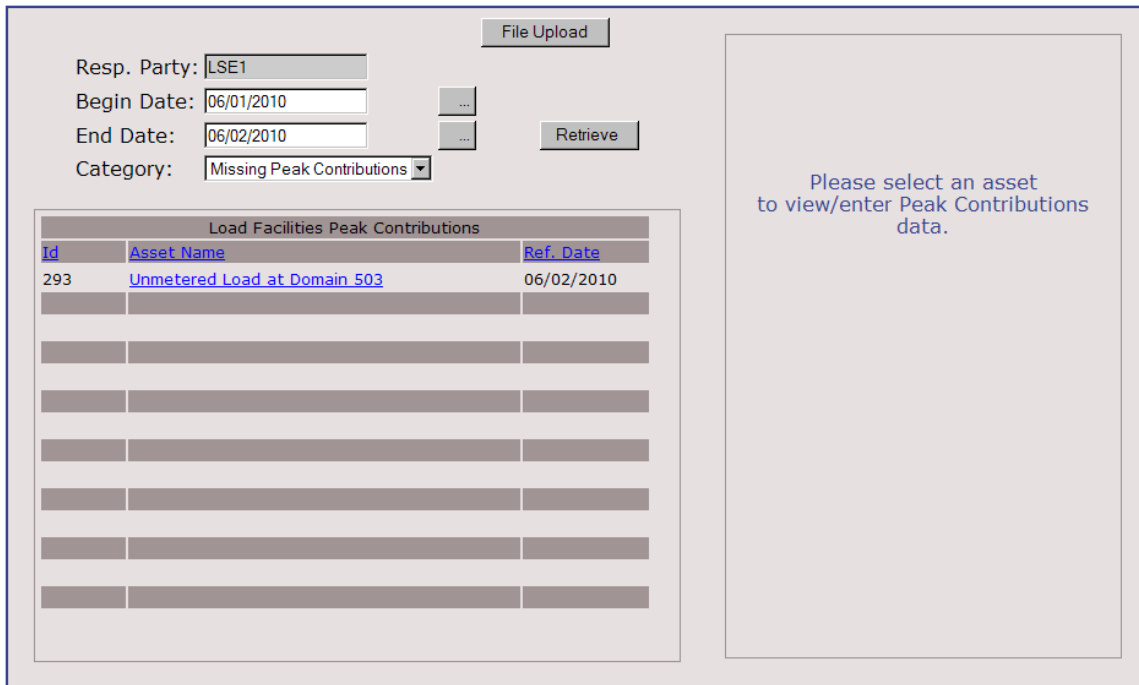 File Upload
Resp. Party: LSE1
Begin Date: 06/01/2010 ...
End Date: 06/02/2010 ... Retrieve
Category: Missing Peak Contributions
Load Facilities Peak Contributions
Id Asset Name Ref. Date
293 Unmetered Load at Domain 503 06/02/2010
Please select an asset
to view/enter Peak Contributions
data.